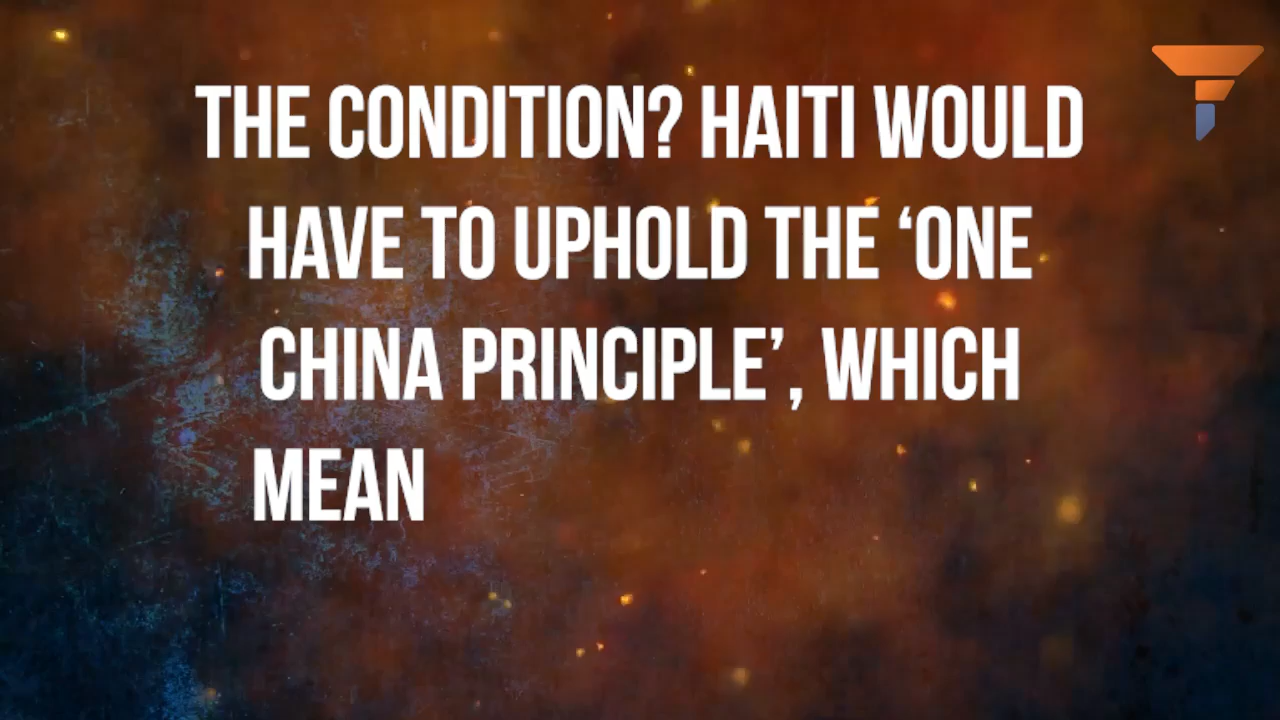 THE CONDITION? HAITI WOULD
HAVE TO UPHOLD THE ‘ONE
CHINA PRINCIPLE’, WHICH
MEAN